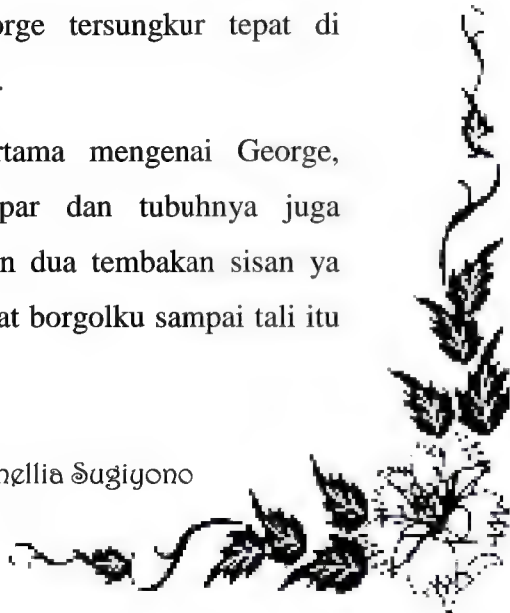 orge tersungkur tepat di
.
rtama mengenai George,
par dan tubuhnya juga
n dua tembakan sisan ya
at borgolku sampai tali itu
nellia Sugiyono